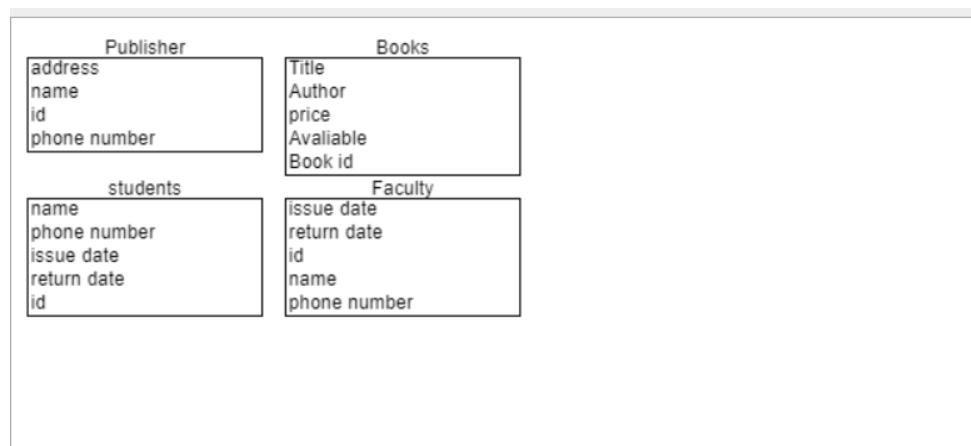 Publisher
address
name
id
phone number
Books
Title
Author
price
Avaliable
Book id
students
name
phone number
issue date
return date
id
Faculty
issue date
return date
id
name
phone number